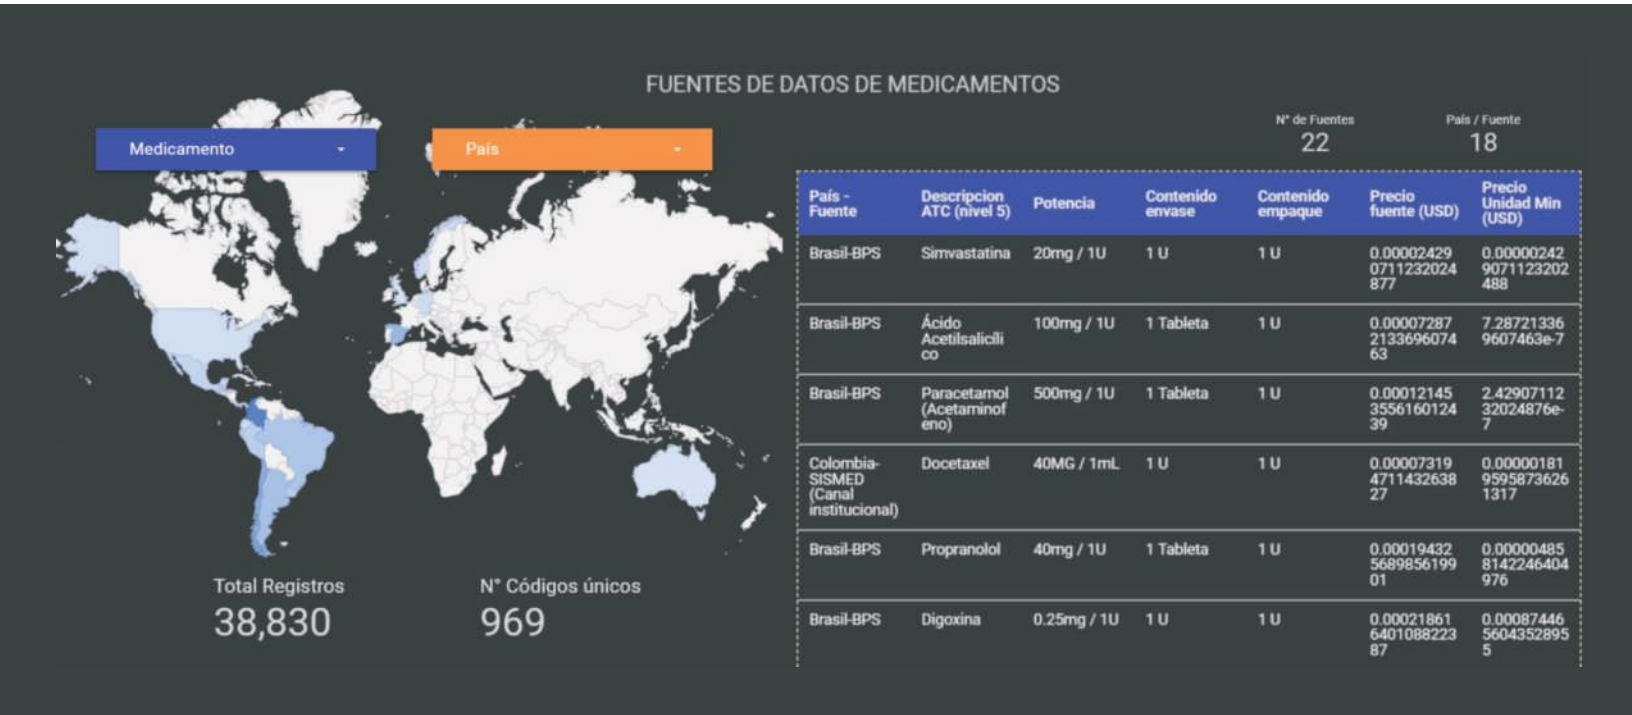 FUENTES DE DATOS DE MEDICAMENTOS
Medicamento
País
N° de Fuentes
22
País / Fuente
18
País -
Fuente
Descripcion
ATC (nivel 5)
Potencia
Contenido
envase
Contenido
empaque
Precio
fuente (USD)
Precio
Unidad Min
(USD)
Brasil-BPS
Simvastatina
20mg / 1U
1 U
1 U
0.00002429
0711232024
877
0.00000242
9071123202
488
Brasil-BPS
Ácido
Acetilsalicíli
co
100mg / 1U
1 Tableta
1 U
0.00007287
2133696074
63
7.28721336
9607463e-7
Brasil-BPS
Paracetamol
(Acetaminof
eno)
500mg / 1U
1 Tableta
1 U
0.00012145
3556160124
39
2.42907112
32024876e-
7
Colombia-
SISMED
(Canal
institucional)
Docetaxel
40MG / 1mL
1 U
1 U
0.00007319
4711432638
27
0.00000181
9595873626
1317
Brasil-BPS
Propranolol
40mg / 1U
1 Tableta
1 U
0.00019432
5689856199
01
0.00000485
8142246404
976
Brasil-BPS
Digoxina
0.25mg / 1U
1 U
1 U
0.00021861
6401088223
87
0.00087446
5604352895
5
Total Registros
38,830
N° Códigos únicos
969